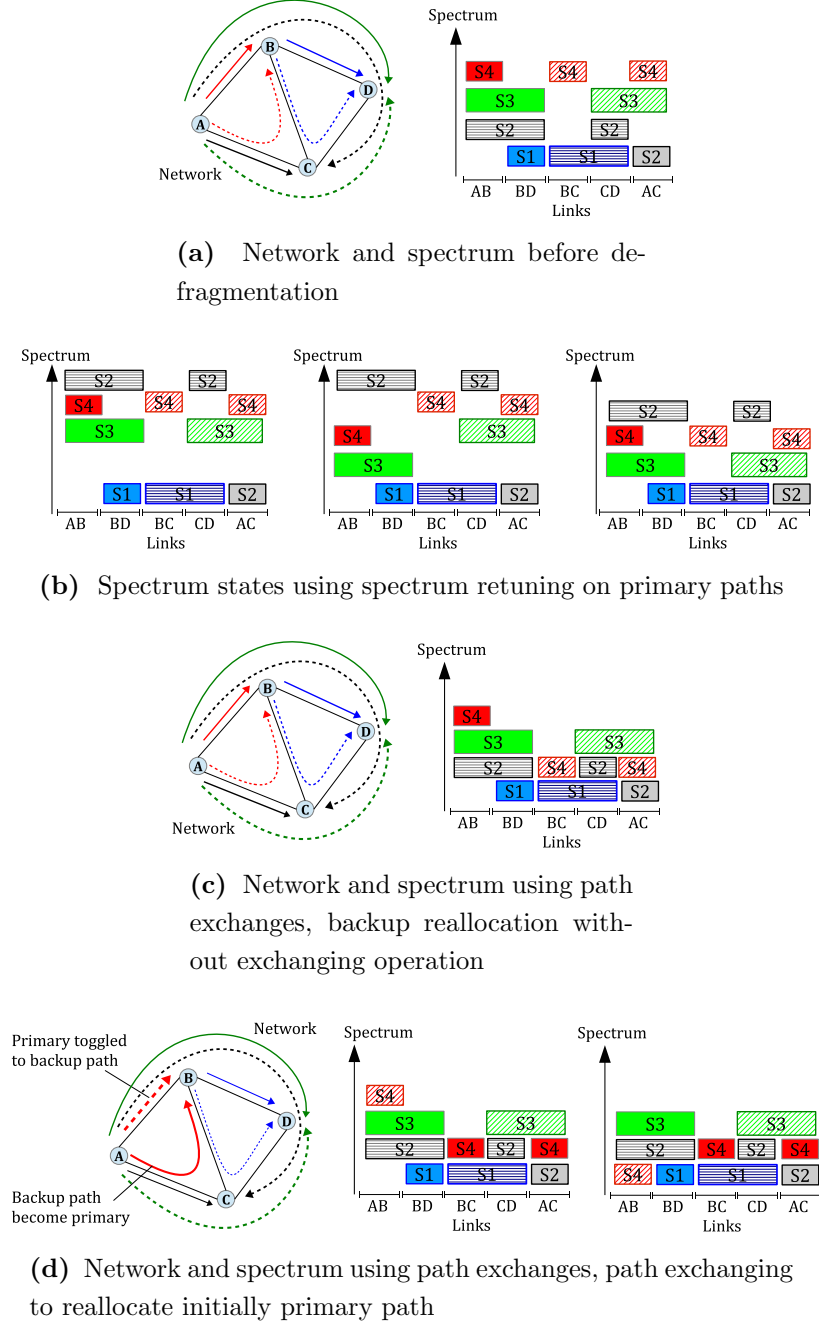 Spectrum
B
D
A
C
Network
S4 S4 S4
S3 S3
S2 S2
S1 S1 S2
AB BD BC CD AC
Links
(a) Network and spectrum before de-
fragmentation
Spectrum Spectrum Spectrum
S2 S2 S2 S2
S4 S4 S4 S4 S4 S2 S2
S3 S3 S4 S3 S4 S4 S4
S3 S3 S3
S1 S1 S2 S1 S1 S2 S1 S1 S2
AB BD BC CD AC AB BD BC CD AC AB BD BC CD AC
Links Links Links
(b) Spectrum states using spectrum retuning on primary paths
Spectrum
B
D
A
C
Network
S4
S3 S3
S2 S4 S2 S4
S1 S1 S2
AB BD BC CD AC
Links
(c) Network and spectrum using path
exchanges, backup reallocation with-
out exchanging operation
Network
Primary toggled
to backup path
B
D
A
C
Backup path
become primary
Spectrum Spectrum
S4
S3 S3 S3 S3
S2 S4 S2 S4 S2 S4 S2 S4
S1 S1 S2 S4 S1 S1 S2
AB BD BC CD AC AB BD BC CD AC
Links Links
(d) Network and spectrum using path exchanges, path exchanging
to reallocate initially primary path